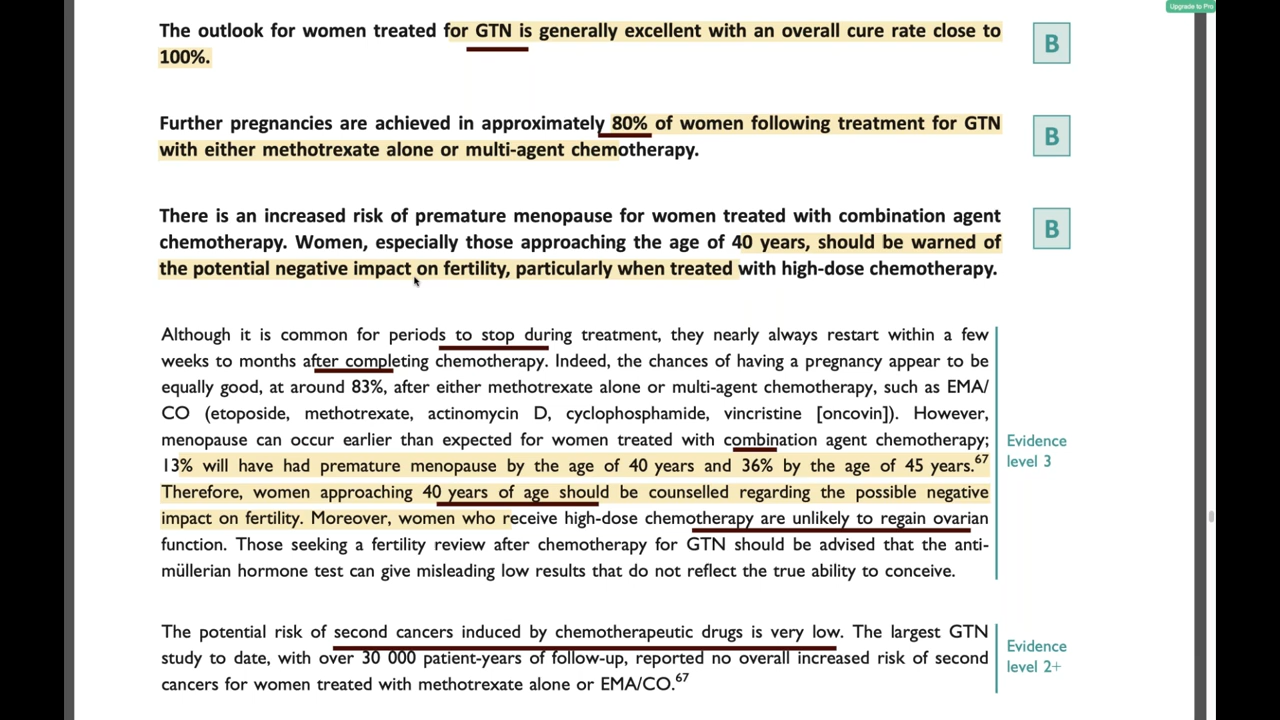 Upgrade to Pro
The outlook for women treated for GTN is generally excellent with an overall cure rate close to
100%.
B
Further pregnancies are achieved in approximately 80% of women following treatment for GTN
with either methotrexate alone or multi-agent chemotherapy.
B
There is an increased risk of premature menopause for women treated with combination agent
chemotherapy. Women, especially those approaching the age of 40 years, should be warned of
the potential negative impact on fertility, particularly when treated with high-dose chemotherapy.
B
Although it is common for periods to stop during treatment, they nearly always restart within a few
weeks to months after completing chemotherapy. Indeed, the chances of having a pregnancy appear to be
equally good, at around 83%, after either methotrexate alone or multi-agent chemotherapy, such as EMA/
CO (etoposide, methotrexate, actinomycin D, cyclophosphamide, vincristine [oncovin]). However,
menopause can occur earlier than expected for women treated with combination agent chemotherapy;
13% will have had premature menopause by the age of 40 years and 36% by the age of 45 years.67
Therefore, women approaching 40 years of age should be counselled regarding the possible negative
impact on fertility. Moreover, women who receive high-dose chemotherapy are unlikely to regain ovarian
function. Those seeking a fertility review after chemotherapy for GTN should be advised that the anti-
müllerian hormone test can give misleading low results that do not reflect the true ability to conceive.
Evidence
level 3
The potential risk of second cancers induced by chemotherapeutic drugs is very low. The largest GTN
study to date, with over 30 000 patient-years of follow-up, reported no overall increased risk of second
cancers for women treated with methotrexate alone or EMA/CO.67
Evidence
level 2+